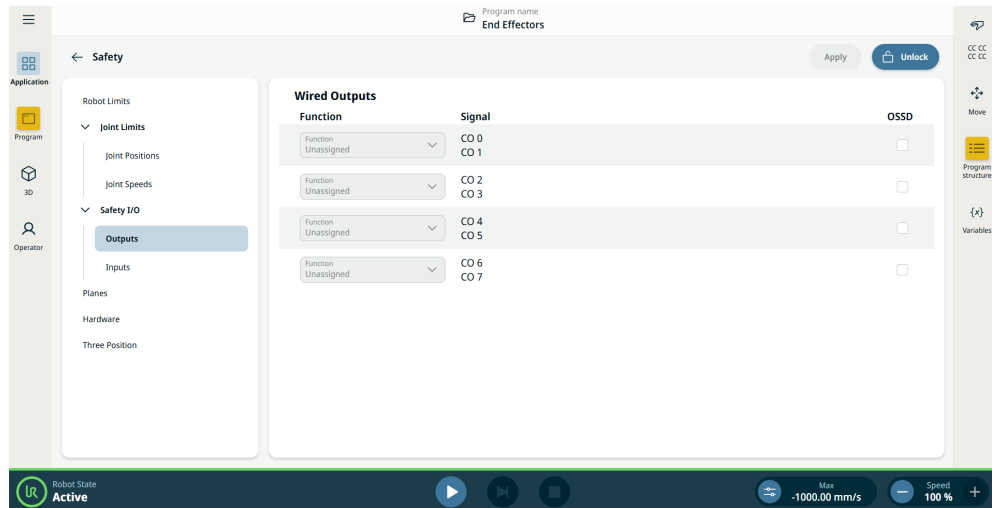 Program name
End Effectors
Application
Program
3D
Operator
Safety
Apply
Unlock
Robot Limits
Joint Limits
Joint Positions
Joint Speeds
Safety I/O
Outputs
Inputs
Planes
Hardware
Three Position
Wired Outputs
Function
Signal
OSSD
Function
Unassigned
CO 0
CO 1
Function
Unassigned
CO 2
CO 3
Function
Unassigned
CO 4
CO 5
Function
Unassigned
CO 6
CO 7
CC CC
CC CC
Move
Program
structure
{x}
Variables
UR
Robot State
Active
Max
-1000.00 mm/s
Speed
100 %